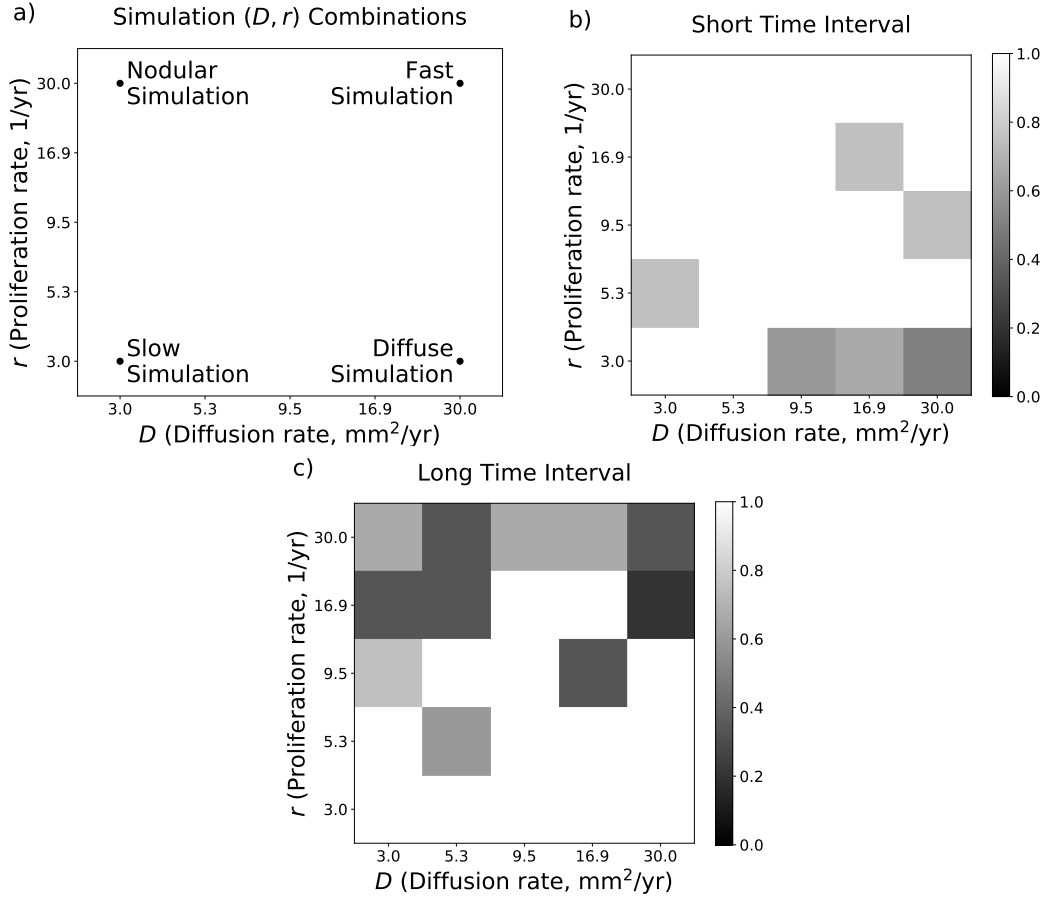 a)
Simulation (D, r) Combinations
r (Proliferation rate, 1/yr)
30.0
16.9
9.5
5.3
3.0
Nodular
Simulation
Fast
Simulation
Slow
Simulation
Diffuse
Simulation
3.0 5.3 9.5 16.9 30.0
D (Diffusion rate, mm²/yr)
b)
Short Time Interval
r (Proliferation rate, 1/yr)
30.0
16.9
9.5
5.3
3.0
3.0 5.3 9.5 16.9 30.0
D (Diffusion rate, mm²/yr)
1.0
0.8
0.6
0.4
0.2
0.0
c)
Long Time Interval
r (Proliferation rate, 1/yr)
30.0
16.9
9.5
5.3
3.0
3.0 5.3 9.5 16.9 30.0
D (Diffusion rate, mm²/yr)
1.0
0.8
0.6
0.4
0.2
0.0